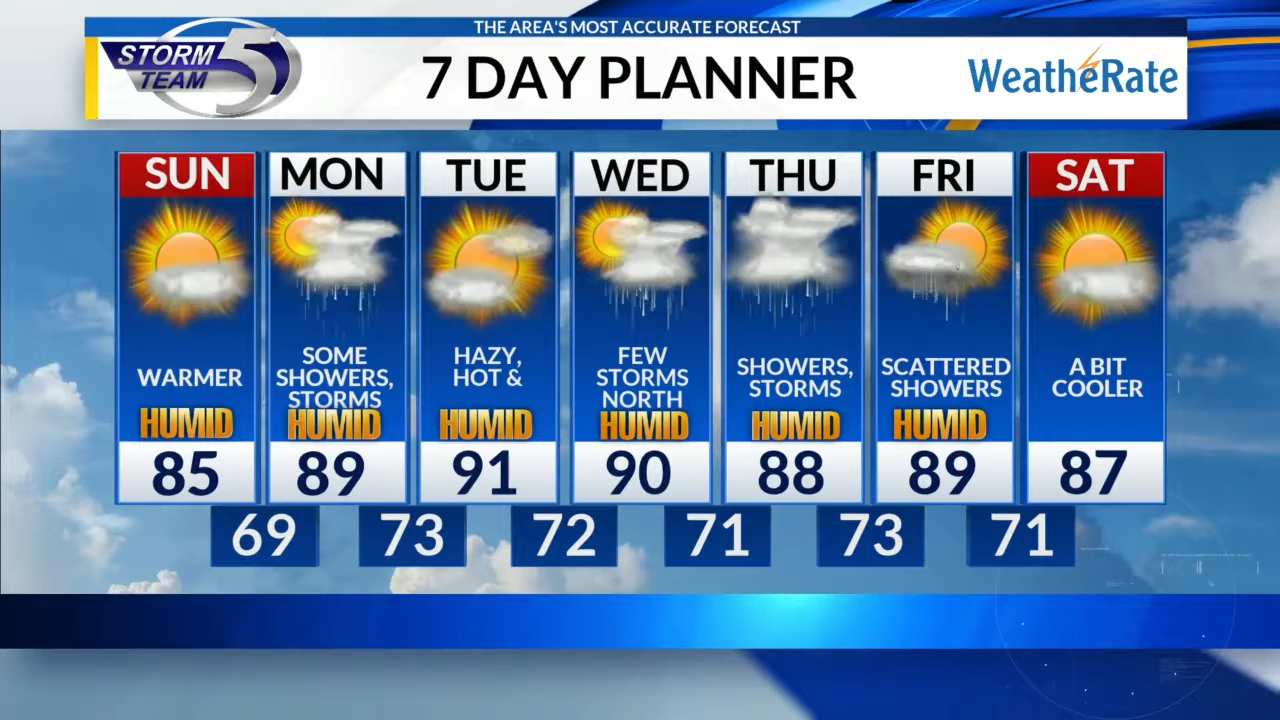 THE AREA'S MOST ACCURATE FORECAST
STORM
TEAM 5
7 DAY PLANNER
WeatheRate
SUN
WARMER
HUMID
85
MON
SOME
SHOWERS,
STORMS
HUMID
89
TUE
HAZY,
HOT &
HUMID
91
WED
FEW
STORMS
NORTH
HUMID
90
THU
SHOWERS,
STORMS
HUMID
88
FRI
SCATTERED
SHOWERS
HUMID
89
SAT
A BIT
COOLER
87
69
73
72
71
73
71